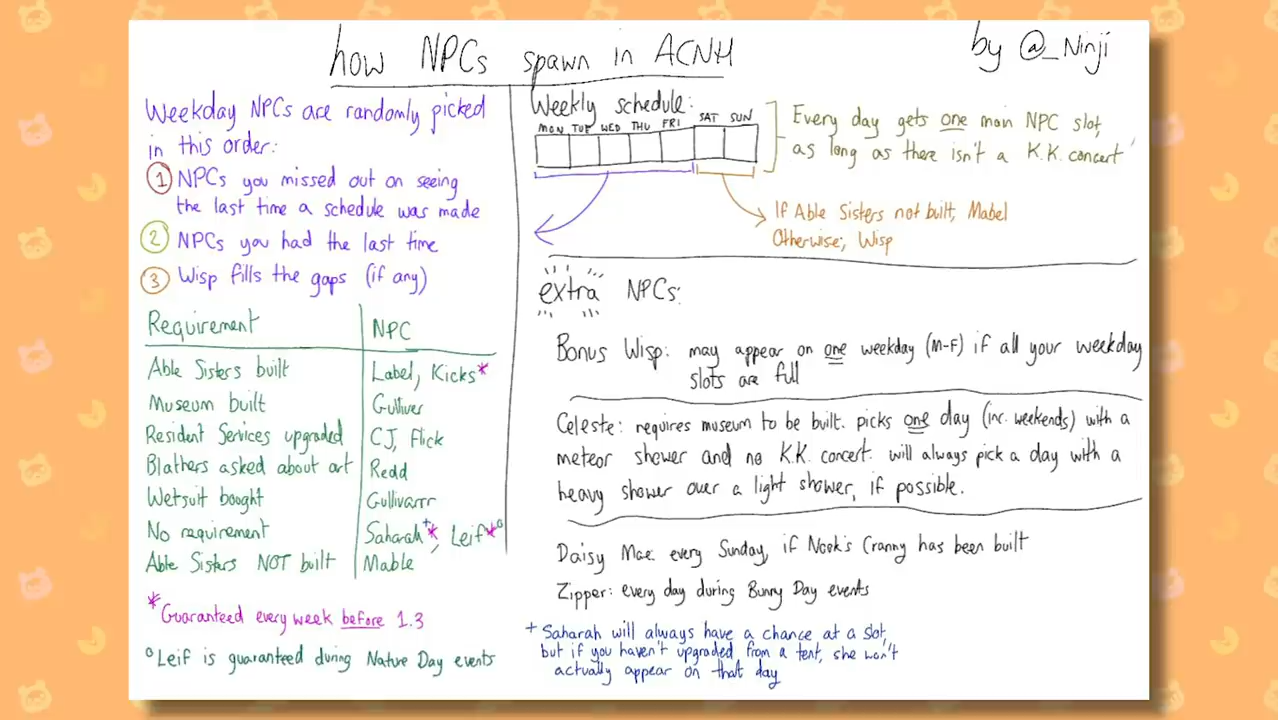 how NPCs spawn in ACNH
by @_Ninji
Weekday NPCs are randomly picked
in this order:
1 NPCs you missed out on seeing
the last time a schedule was made
2 NPCs you had the last time
3 Wisp fills the gaps (if any)
Requirement NPC
Able Sisters built Label, Kicks*
Museum built Gulliver
Resident Services upgraded CJ, Flick
Blathers asked about art Redd
Wetsuit bought Gullivarrr
No requirement Saharah+*, Leif*°
Able Sisters NOT built Mable
*Guaranteed every week before 1.3
°Leif is guaranteed during Nature Day events
Weekly schedule:
MON TUE WED THU FRI SAT SUN
Every day gets one main NPC slot,
as long as there isn't a K.K. concert
If Able Sisters not built, Mabel
Otherwise, Wisp
extra NPCs:
Bonus Wisp: may appear on one weekday (M-F) if all your weekday
slots are full
Celeste: requires museum to be built. picks one day (inc. weekends) with a
meteor shower and no K.K. concert. will always pick a day with a
heavy shower over a light shower, if possible.
Daisy Mae: every Sunday, if Nook's Cranny has been built
Zipper: every day during Bunny Day events
+ Saharah will always have a chance at a slot,
but if you haven't upgraded from a tent, she won't
actually appear on that day